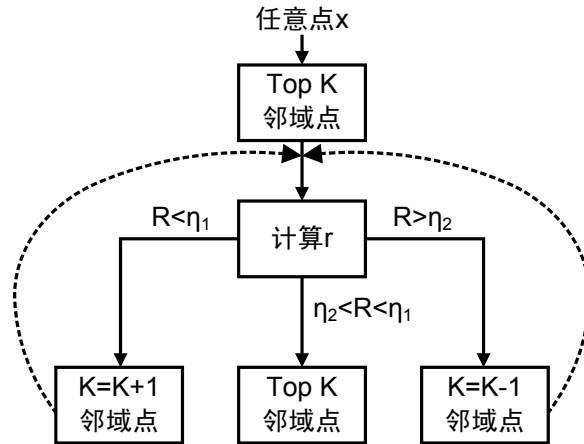 任意点x
Top K
邻域点
R<η₁
计算r
R>η₂
η₂<R<η₁
K=K+1
邻域点
Top K
邻域点
K=K-1
邻域点